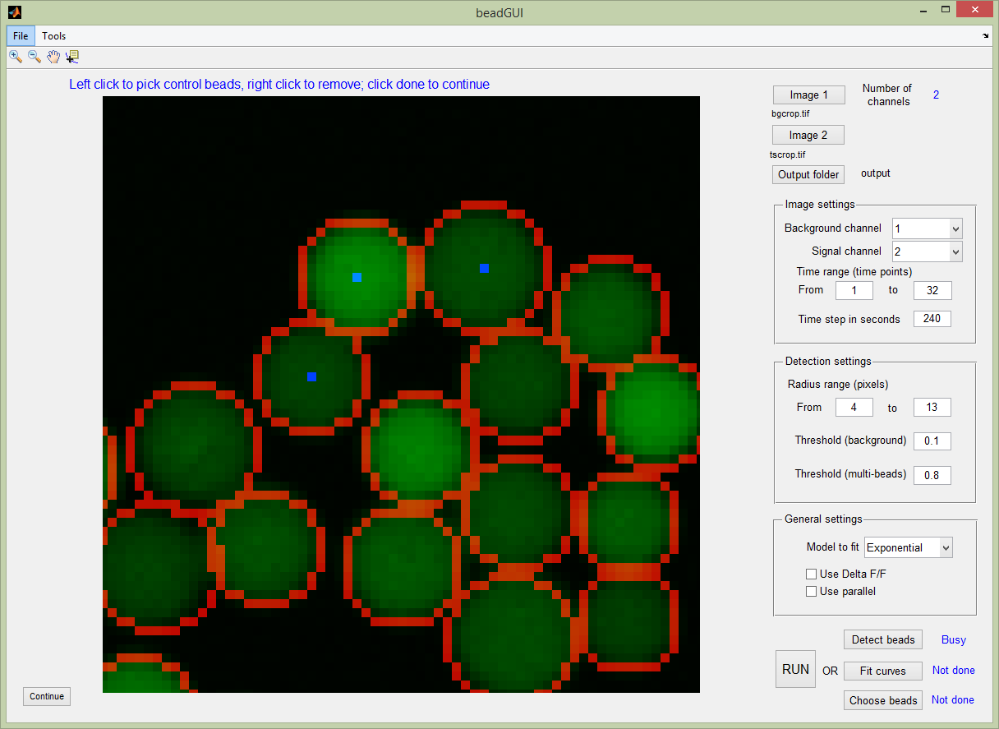 beadGUI
File Tools
Left click to pick control beads, right click to remove; click done to continue
Image 1
Number of
channels
2
bgcrop.tif
Image 2
tscrop.tif
Output folder
output
Image settings
Background channel 1
Signal channel 2
Time range (time points)
From 1 to 32
Time step in seconds 240
Detection settings
Radius range (pixels)
From 4 to 13
Threshold (background) 0.1
Threshold (multi-beads) 0.8
General settings
Model to fit Exponential
Use Delta F/F
Use parallel
Detect beads Busy
RUN OR Fit curves Not done
Choose beads Not done
Continue